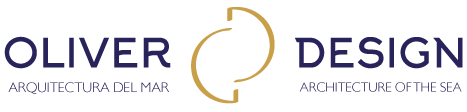 OLIVER DESIGN
ARQUITECTURA DEL MAR ARCHITECTURE OF THE SEA